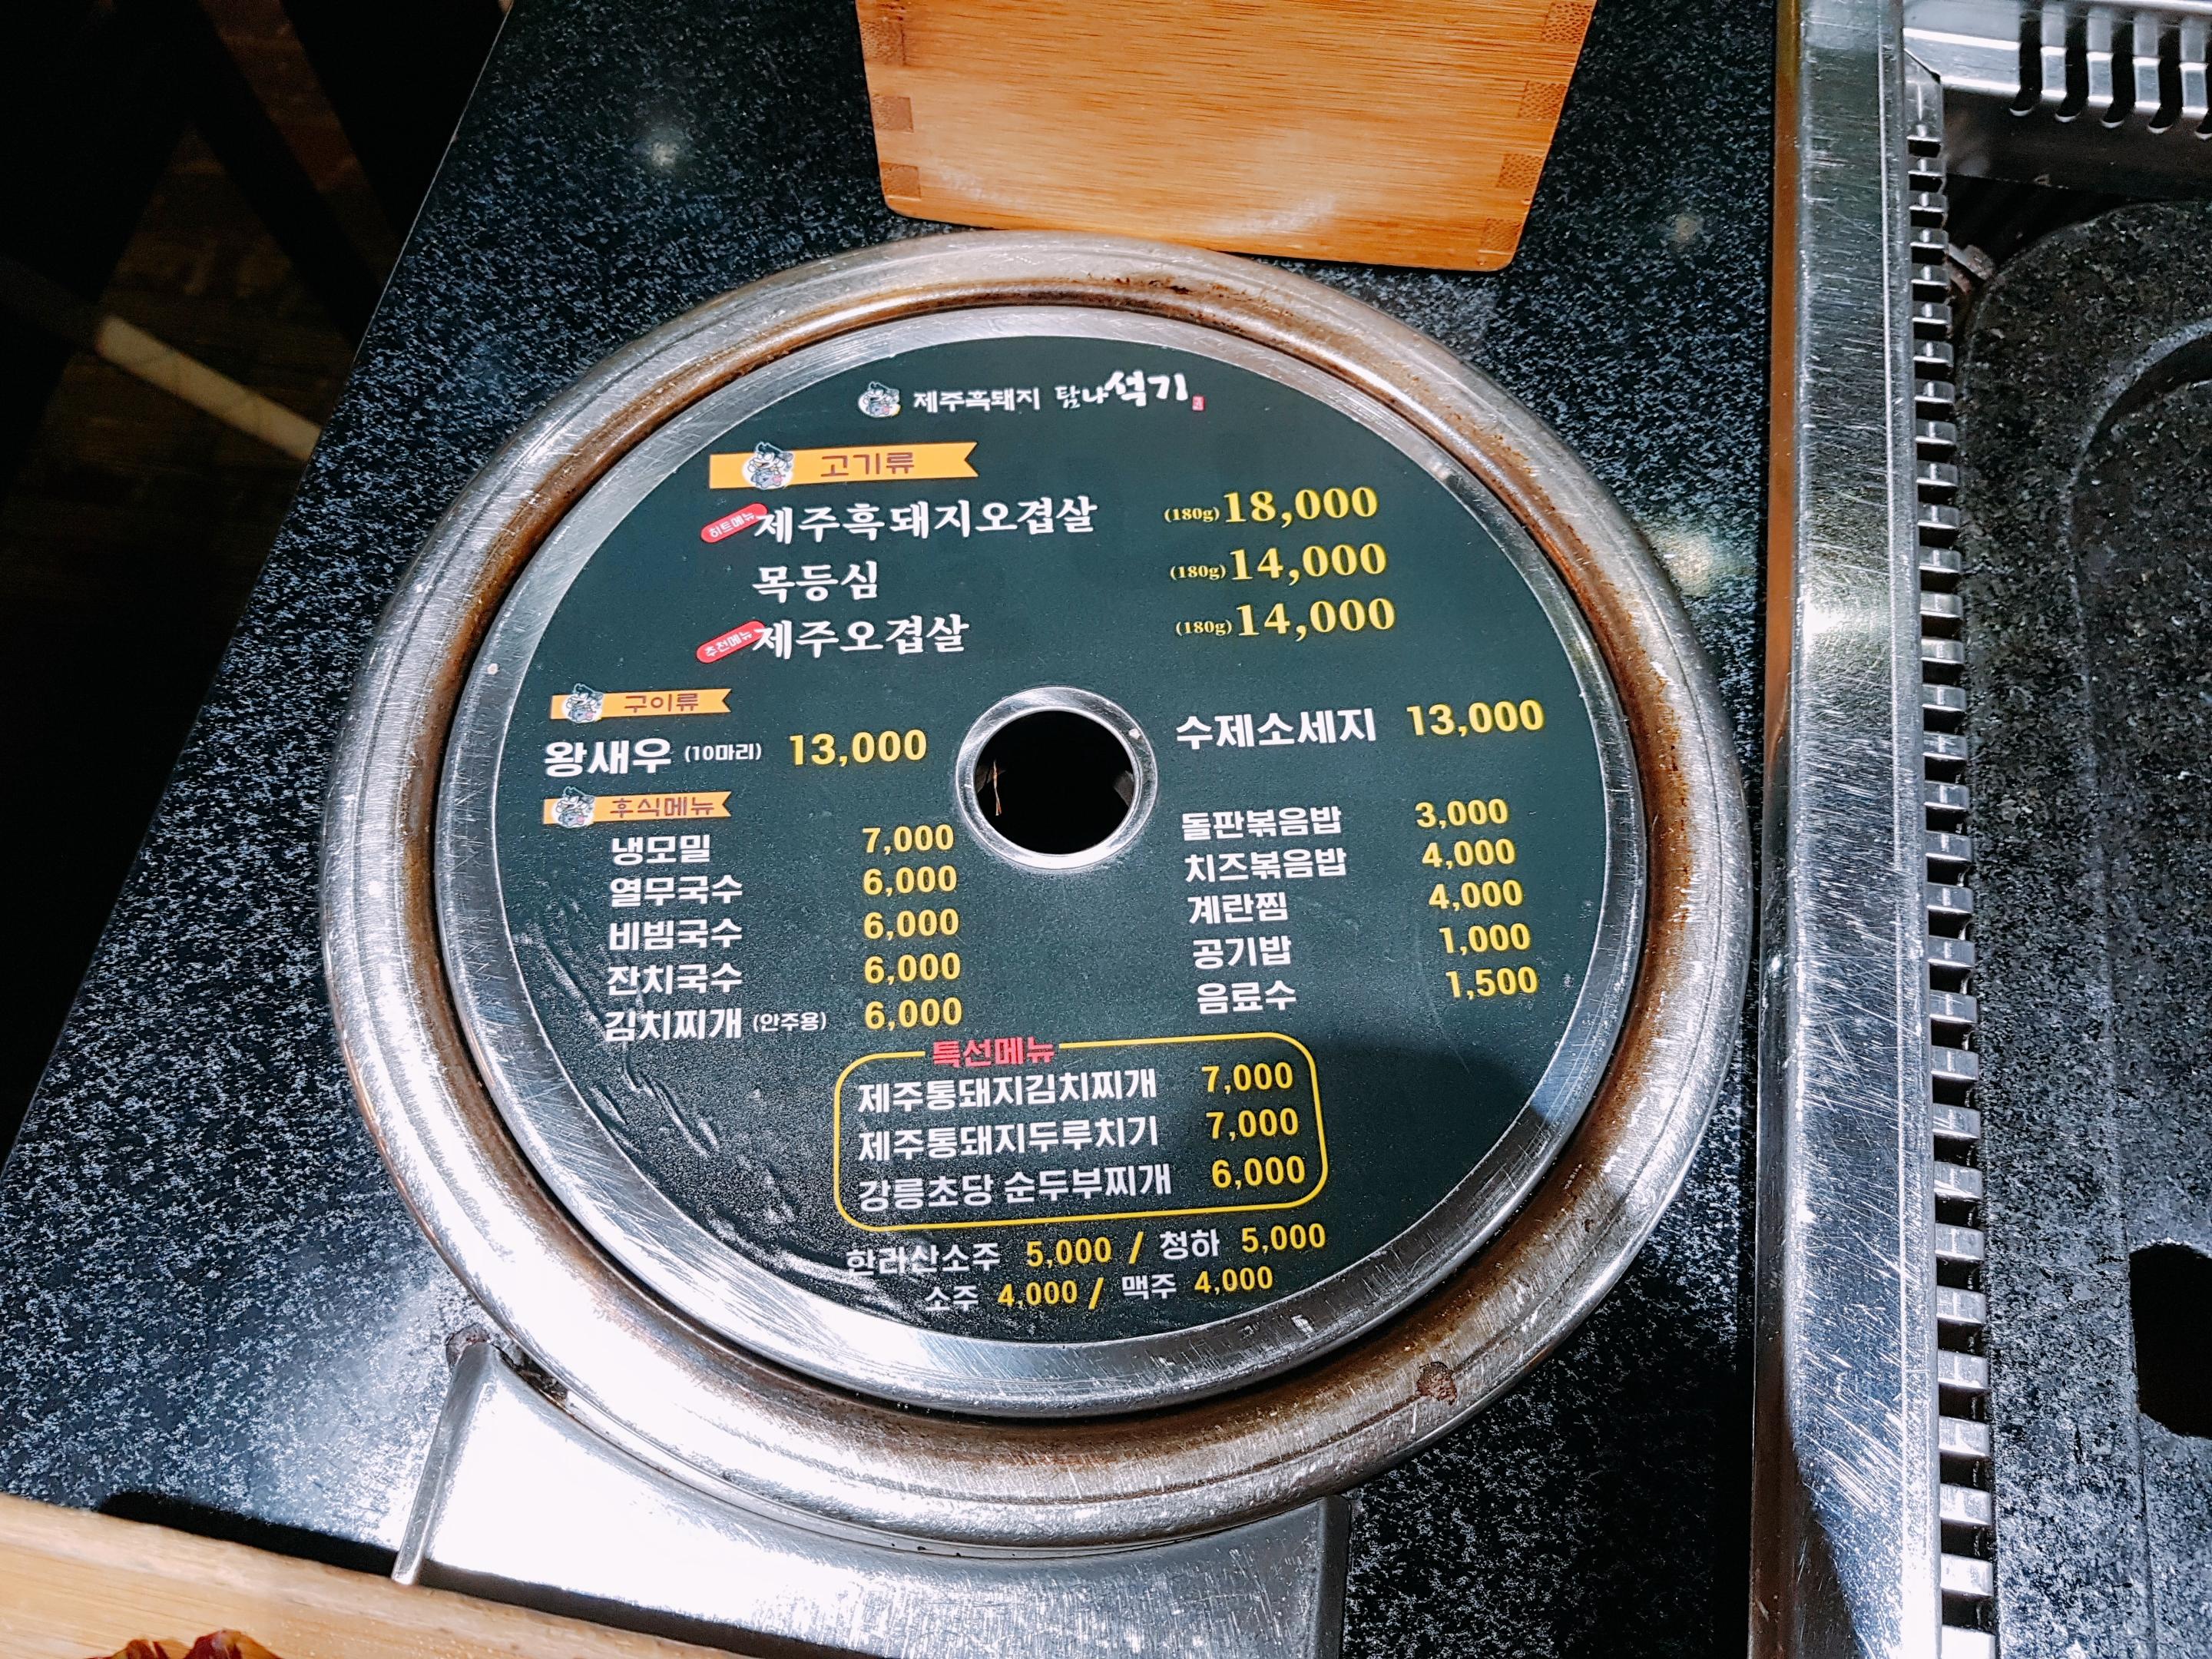 제주흑돼지 탐나석기
고기류
히트메뉴 제주흑돼지오겹살 (180g) 18,000
목등심 (180g) 14,000
추천메뉴 제주오겹살 (180g) 14,000
구이류
왕새우 (10마리) 13,000
수제소세지 13,000
후식메뉴
냉모밀 7,000
열무국수 6,000
비빔국수 6,000
잔치국수 6,000
김치찌개 (안주용) 6,000
돌판볶음밥 3,000
치즈볶음밥 4,000
계란찜 4,000
공기밥 1,000
음료수 1,500
특선메뉴
제주통돼지김치찌개 7,000
제주통돼지두루치기 7,000
강릉초당 순두부찌개 6,000
한라산소주 5,000 / 청하 5,000
소주 4,000 / 맥주 4,000